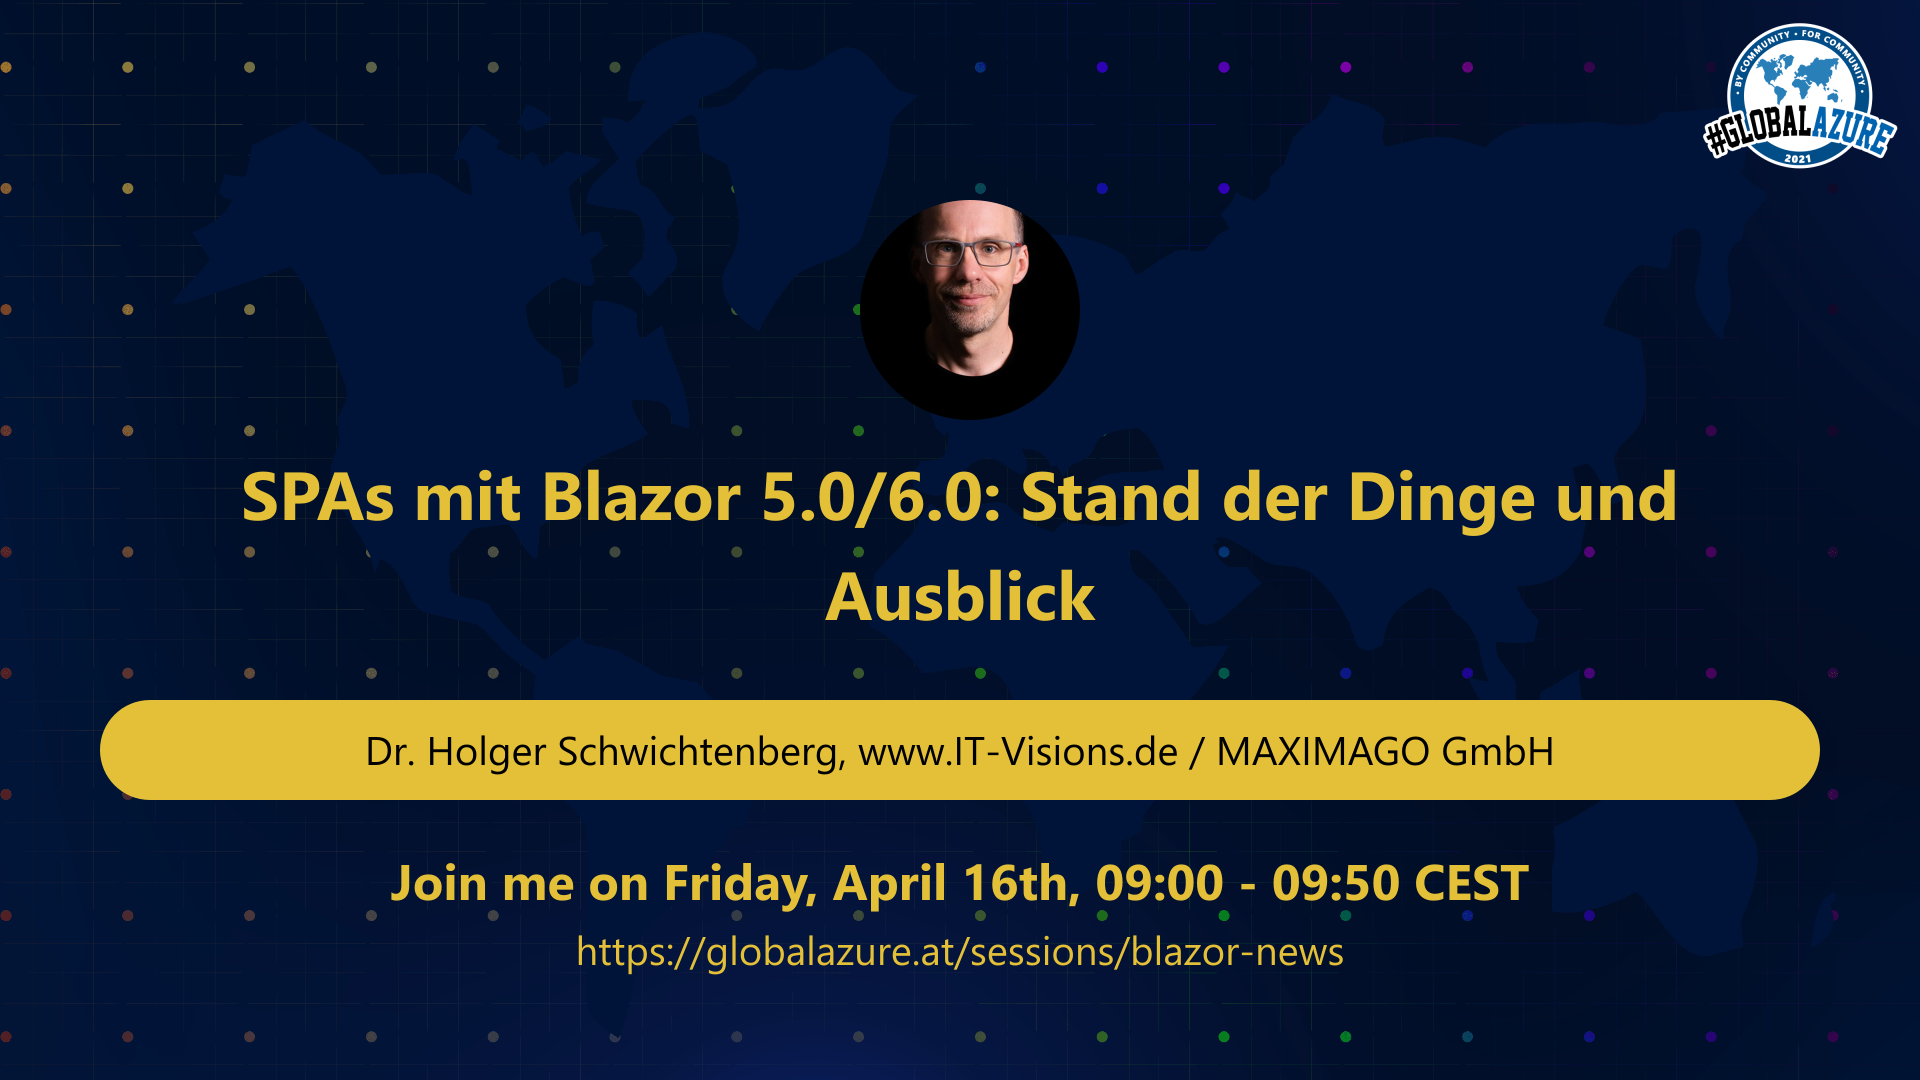 • BY COMMUNITY • FOR COMMUNITY •
#GLOBALAZURE
2021
SPAs mit Blazor 5.0/6.0: Stand der Dinge und
Ausblick
Dr. Holger Schwichtenberg, www.IT-Visions.de / MAXIMAGO GmbH
Join me on Friday, April 16th, 09:00 - 09:50 CEST
https://globalazure.at/sessions/blazor-news